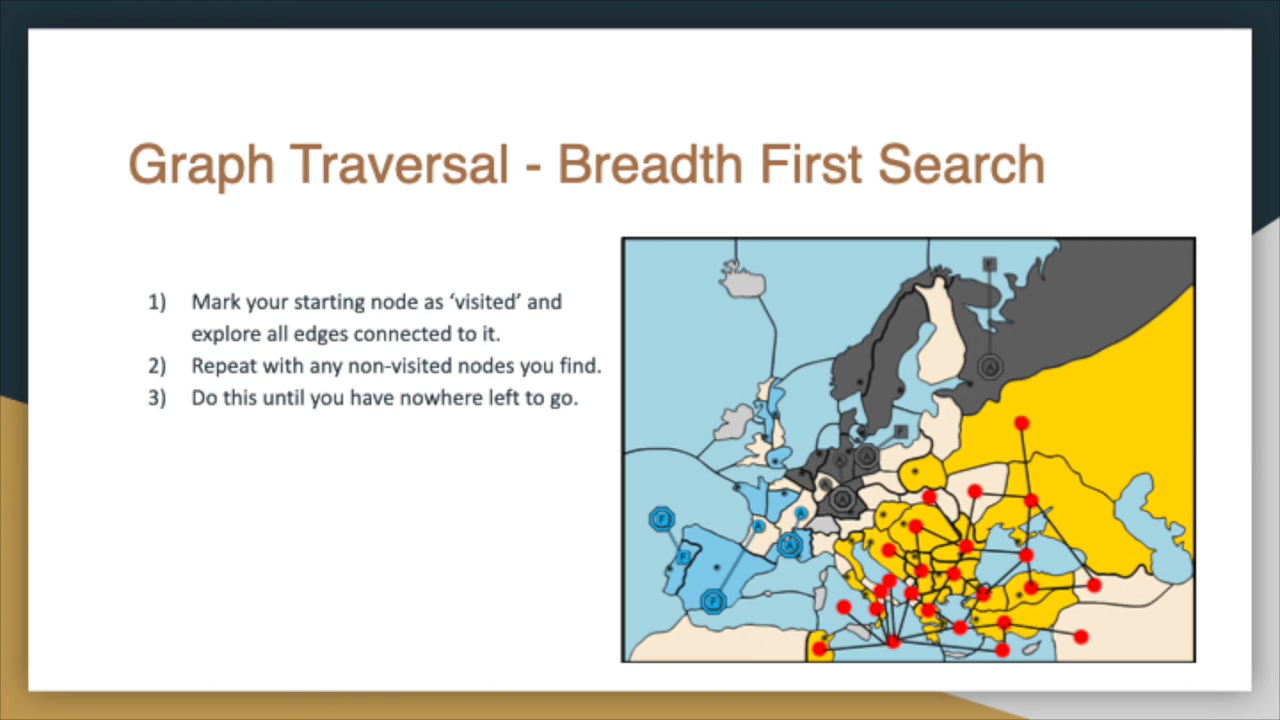 Graph Traversal - Breadth First Search
1) Mark your starting node as ‘visited’ and
explore all edges connected to it.
2) Repeat with any non-visited nodes you find.
3) Do this until you have nowhere left to go.
F
A
F
A
A
A
A
F
A
A
F
A
F